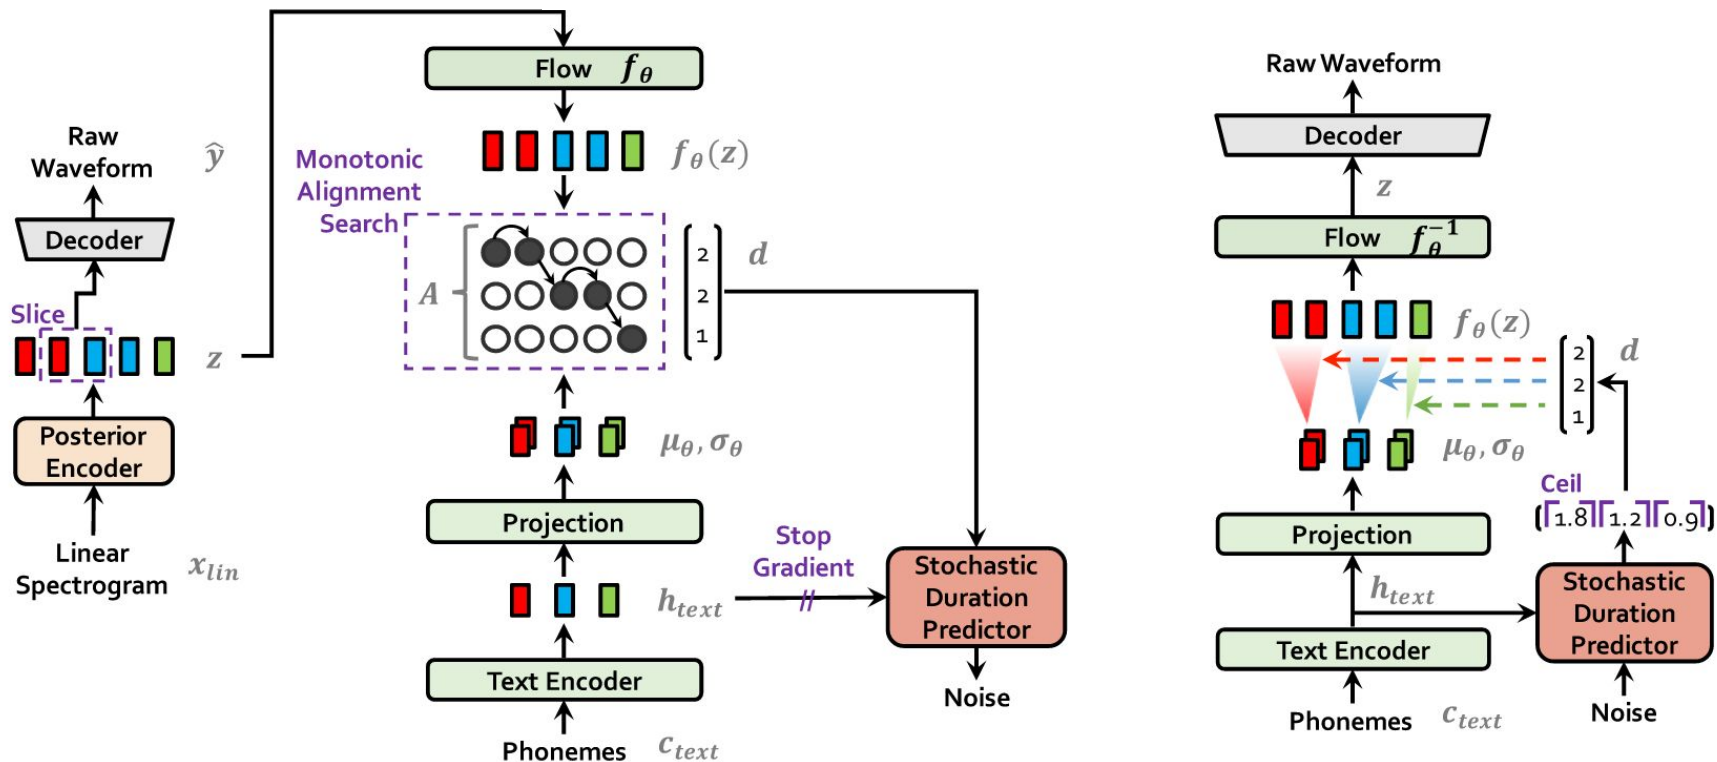 Flow f_θ
Raw
Waveform
ŷ
Monotonic
Alignment
Search
f_θ(z)
Decoder
A
2
2
1
d
Slice
z
Posterior
Encoder
μ_θ, σ_θ
Projection
Linear
Spectrogram
x_lin
Stop
Gradient
//
h_text
Stochastic
Duration
Predictor
Text Encoder
Noise
Phonemes
c_text
Raw Waveform
Decoder
z
Flow f_θ^{-1}
f_θ(z)
2
2
1
d
μ_θ, σ_θ
Ceil
1.8 1.2 0.9
Projection
h_text
Stochastic
Duration
Predictor
Text Encoder
Phonemes
c_text
Noise